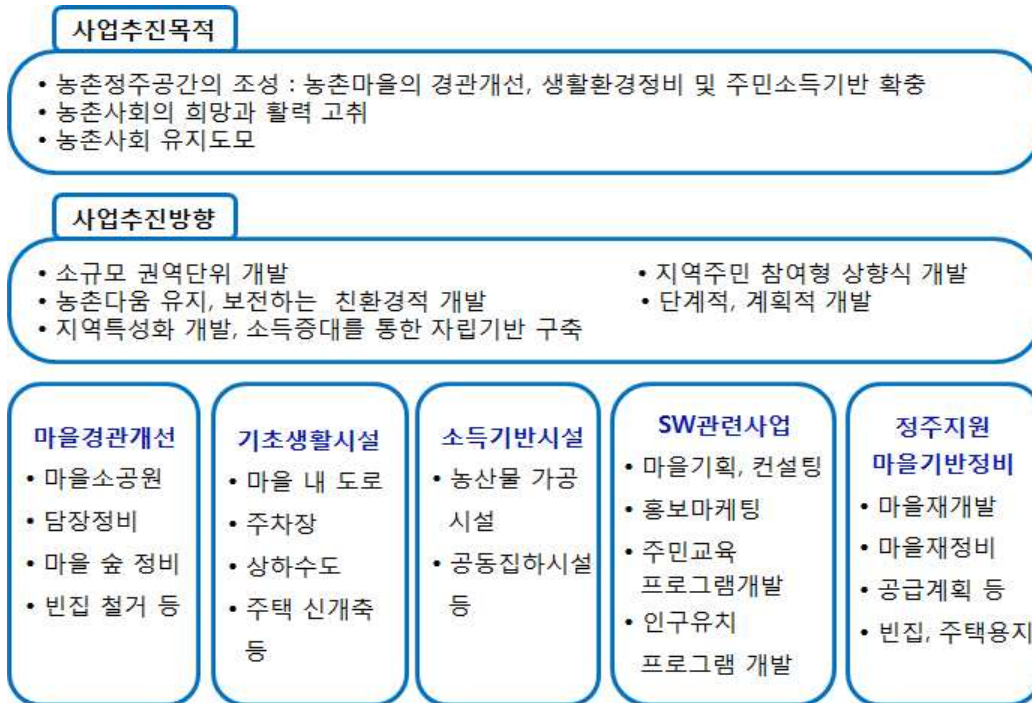 사업추진목적
• 농촌정주공간의 조성 : 농촌마을의 경관개선, 생활환경정비 및 주민소득기반 확충
• 농촌사회의 희망과 활력 고취
• 농촌사회 유지도모
사업추진방향
• 소규모 권역단위 개발
• 농촌다움 유지, 보전하는 친환경적 개발
• 지역특성화 개발, 소득증대를 통한 자립기반 구축
• 지역주민 참여형 상향식 개발
• 단계적, 계획적 개발
마을경관개선
• 마을소공원
• 담장정비
• 마을 숲 정비
• 빈집 철거 등
기초생활시설
• 마을 내 도로
• 주차장
• 상하수도
• 주택 신개축
등
소득기반시설
• 농산물 가공
시설
• 공동집하시설
등
SW관련사업
• 마을기획, 컨설팅
• 홍보마케팅
• 주민교육
프로그램개발
• 인구유치
프로그램 개발
정주지원
마을기반정비
• 마을재개발
• 마을재정비
• 공급계획 등
• 빈집, 주택용지